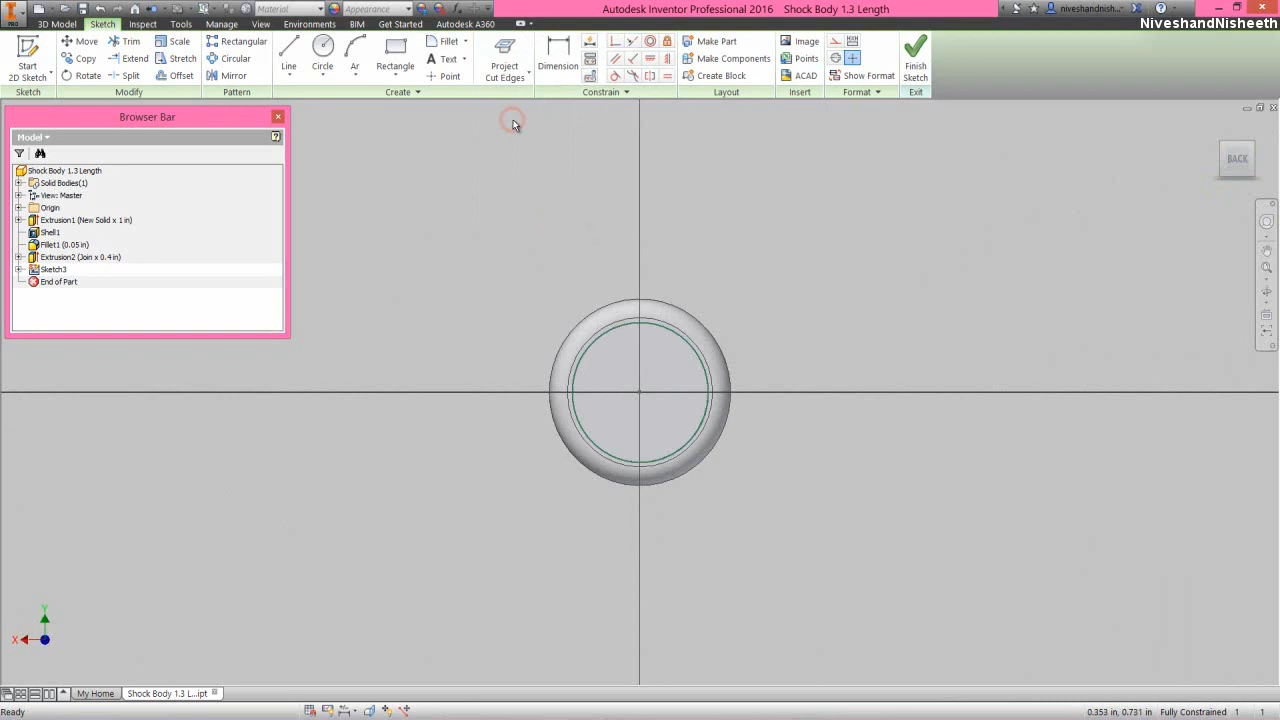 Autodesk Inventor Professional 2016 Shock Body 1.3 Length
niveshandnish...
NiveshandNisheeth
PRO
Material
Appearance
3D Model Sketch Inspect Tools Manage View Environments BIM Get Started Autodesk A360
Start
2D Sketch
Move Trim Scale
Copy Extend Stretch
Rotate Split Offset
Rectangular
Circular
Mirror
Line Circle Arc Rectangle
Fillet
Text
Point
Project
Cut Edges
Dimension
Make Part
Make Components
Create Block
Image
Points
ACAD
Show Format
Finish
Sketch
Sketch Modify Pattern Create Constrain Layout Insert Format Exit
Browser Bar
Model
Shock Body 1.3 Length
Solid Bodies(1)
View: Master
Origin
Extrusion1 (New Solid x 1 in)
Shell1
Fillet1 (0.05 in)
Extrusion2 (Join x 0.4 in)
Sketch3
End of Part
BACK
Y
X
My Home Shock Body 1.3 L...ipt
Ready 0.353 in, 0.731 in Fully Constrained 1 1